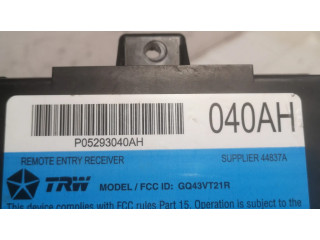 040AH
P05293040AH
REMOTE ENTRY RECEIVER SUPPLIER 44837A
TRW MODEL / FCC ID: GQ43VT21R
This device complies with FCC rules Part 15. Operation is subject to